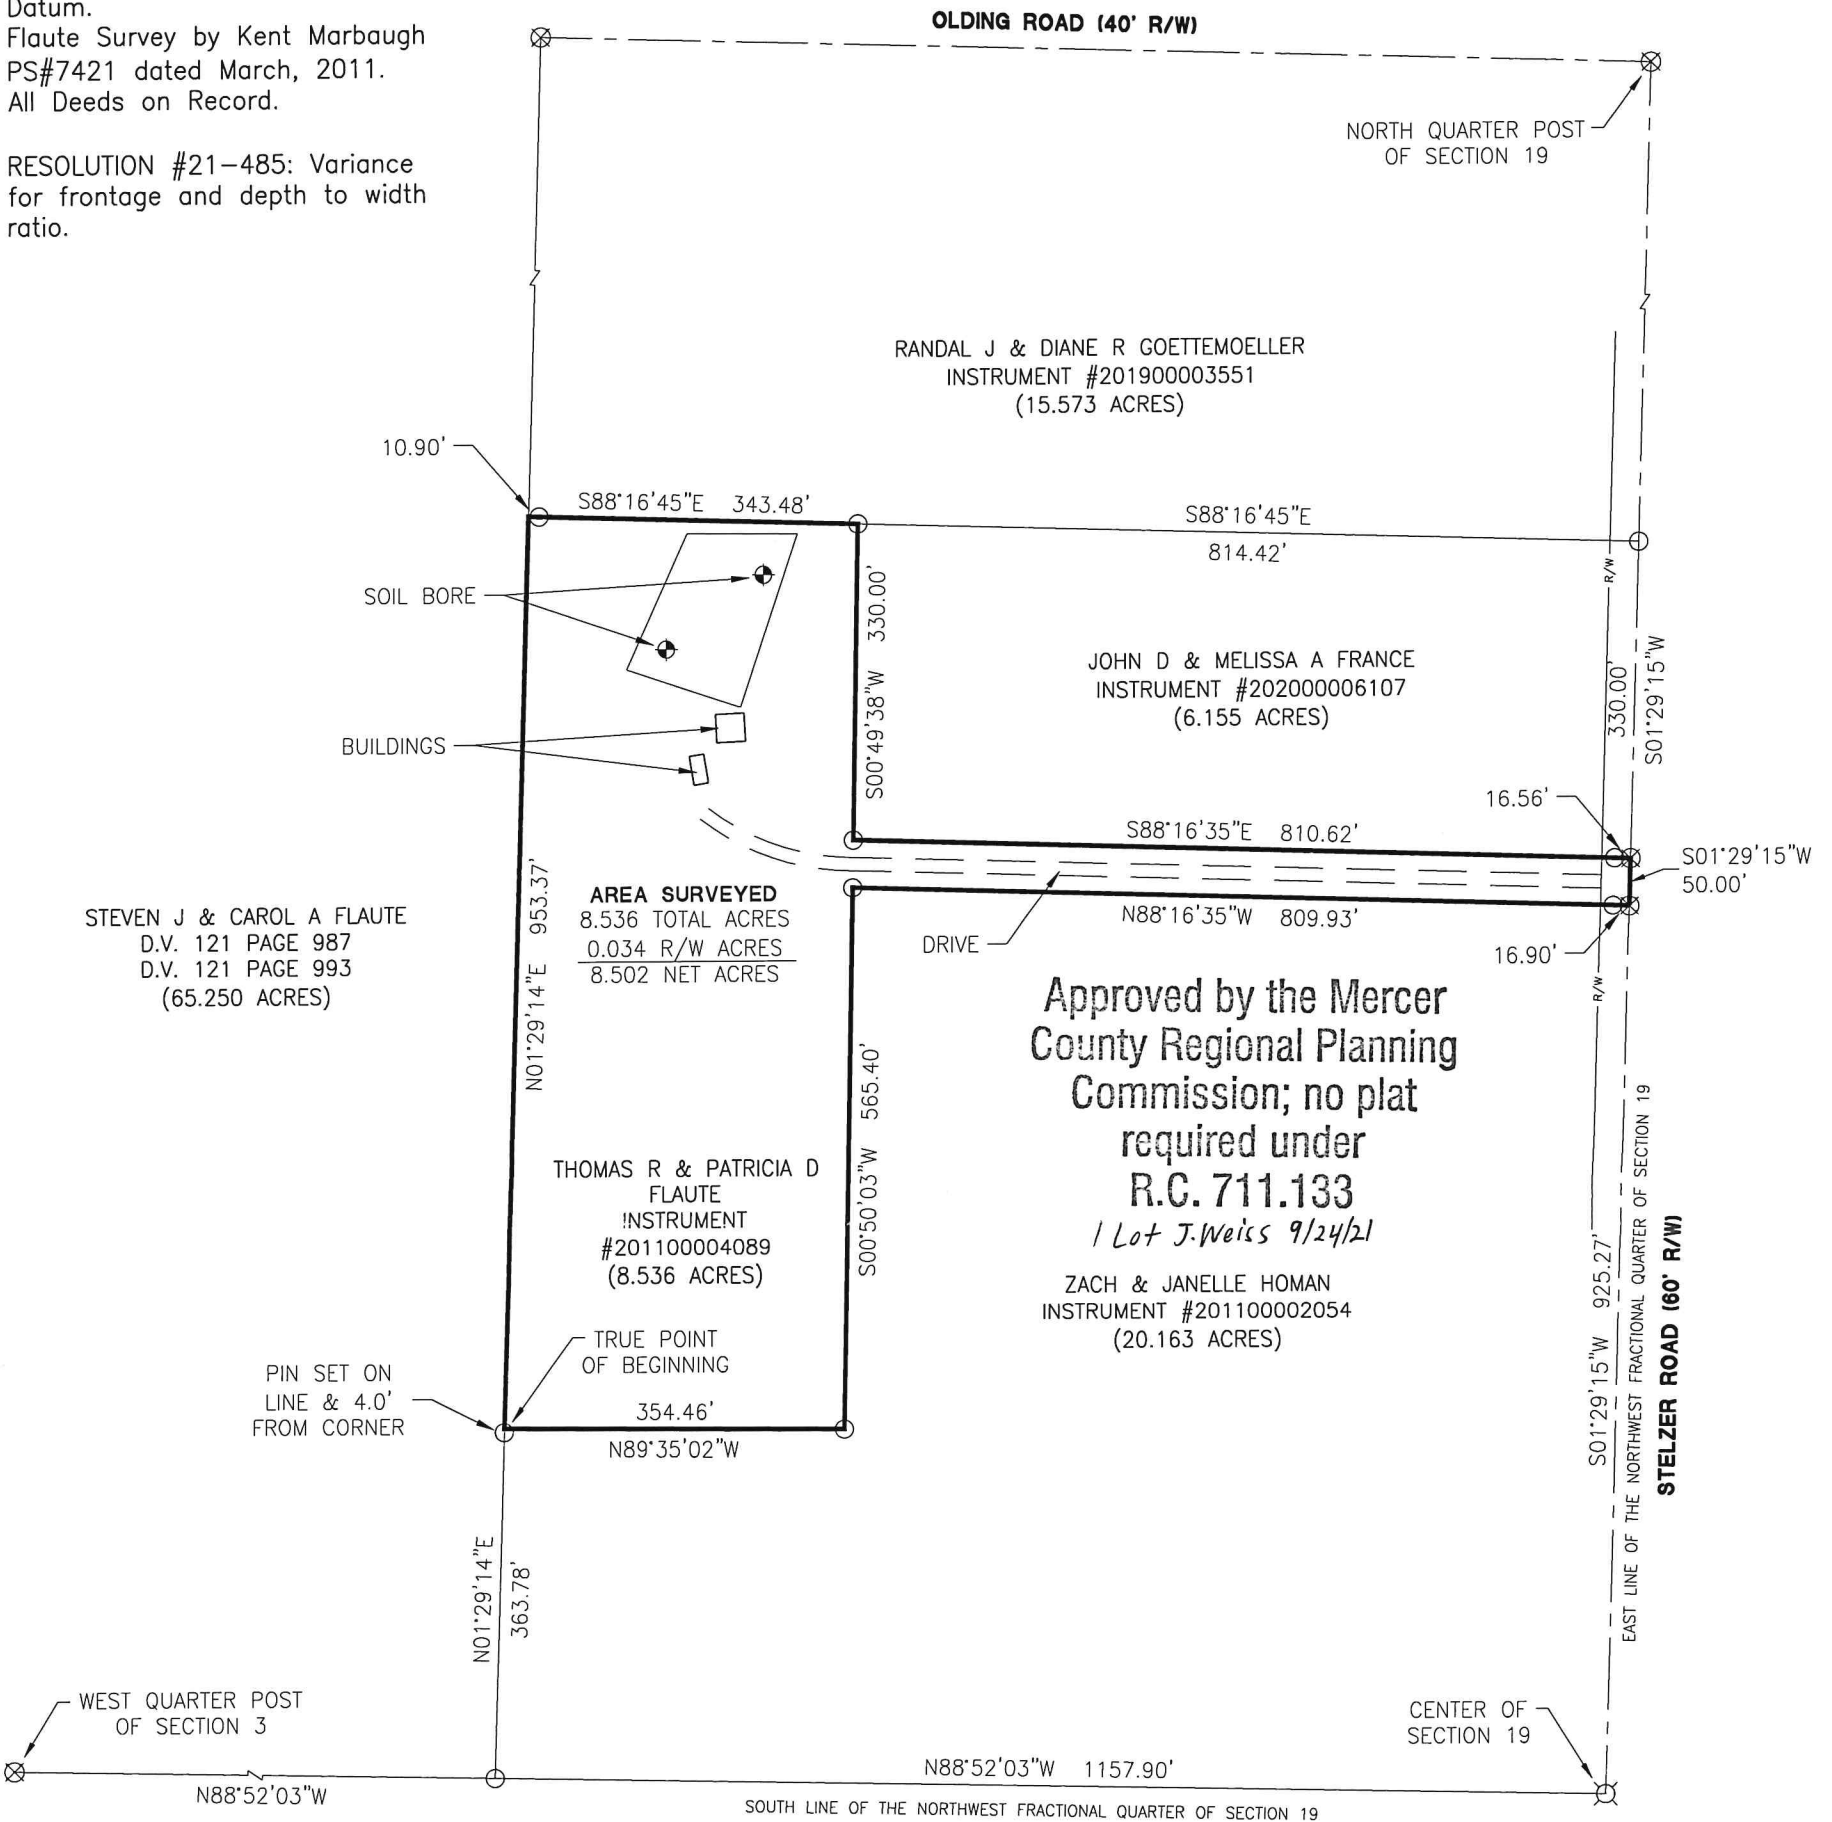 Datum.
Flaute Survey by Kent Marbaugh
PS#7421 dated March, 2011.
All Deeds on Record.
RESOLUTION #21-485: Variance
for frontage and depth to width
ratio.
OLDING ROAD (40' R/W)
NORTH QUARTER POST
OF SECTION 19
RANDAL J & DIANE R GOETTEMOELLER
INSTRUMENT #201900003551
(15.573 ACRES)
10.90'
S88°16'45"E 343.48'
S88°16'45"E
814.42'
R/W
SOIL BORE
S00°49'38"W 330.00'
JOHN D & MELISSA A FRANCE
INSTRUMENT #202000006107
(6.155 ACRES)
330.00'
S01°29'15"W
BUILDINGS
16.56'
S88°16'35"E 810.62'
S01°29'15"W
50.00'
N01°29'14"E 953.37'
AREA SURVEYED
8.536 TOTAL ACRES
0.034 R/W ACRES
8.502 NET ACRES
STEVEN J & CAROL A FLAUTE
D.V. 121 PAGE 987
D.V. 121 PAGE 993
(65.250 ACRES)
N88°16'35"W 809.93'
DRIVE
16.90'
R/W
Approved by the Mercer
County Regional Planning
Commission; no plat
required under
R.C. 711.133
1 Lot J.Weiss 9/24/21
S00°50'03"W 565.40'
THOMAS R & PATRICIA D
FLAUTE
INSTRUMENT
#201100004089
(8.536 ACRES)
ZACH & JANELLE HOMAN
INSTRUMENT #201100002054
(20.163 ACRES)
S01°29'15"W 925.27'
EAST LINE OF THE NORTHWEST FRACTIONAL QUARTER OF SECTION 19
STELZER ROAD (60' R/W)
TRUE POINT
OF BEGINNING
PIN SET ON
LINE & 4.0'
FROM CORNER
354.46'
N89°35'02"W
N01°29'14"E
363.78'
WEST QUARTER POST
OF SECTION 3
CENTER OF
SECTION 19
N88°52'03"W
N88°52'03"W 1157.90'
SOUTH LINE OF THE NORTHWEST FRACTIONAL QUARTER OF SECTION 19